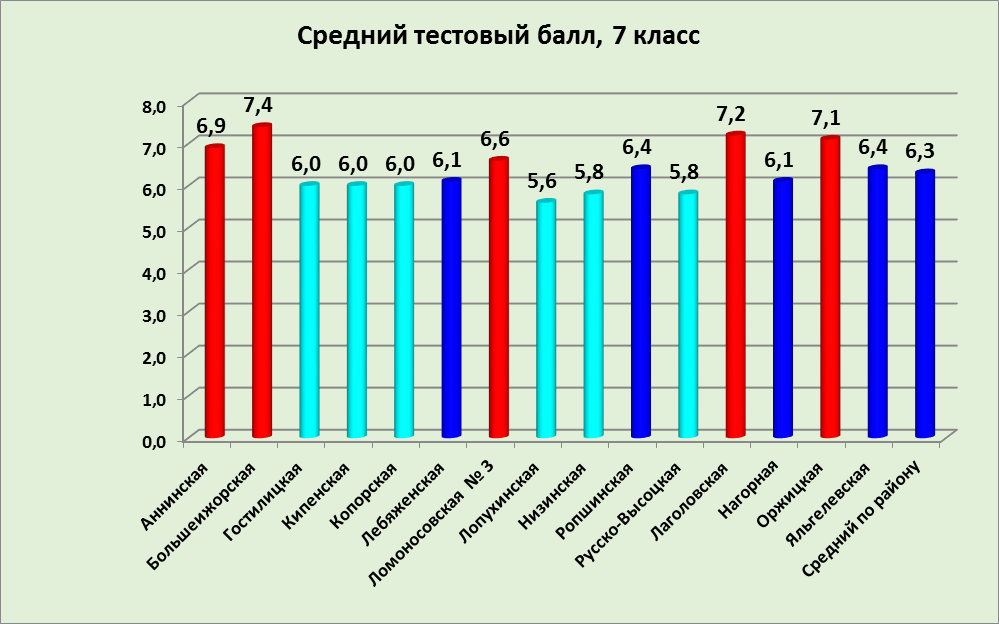 Средний тестовый балл, 7 класс
8,0
7,0
6,0
5,0
4,0
3,0
2,0
1,0
0,0
6,9
7,4
6,0
6,0
6,0
6,1
6,6
5,6
5,8
6,4
5,8
7,2
6,1
7,1
6,4
6,3
Аннинская
Большеижорская
Гостилицкая
Кипенская
Копорская
Лебяженская
Ломоносовская № 3
Лопухинская
Низинская
Ропшинская
Русско-Высоцкая
Лаголовская
Нагорная
Оржицкая
Яльгелевская
Средний по району